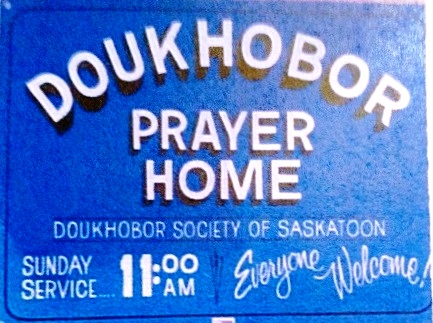 DOUKHOBOR
PRAYER
HOME
DOUKHOBOR SOCIETY OF SASKATOON
SUNDAY SERVICE.... 11:00 AM
Everyone Welcome!